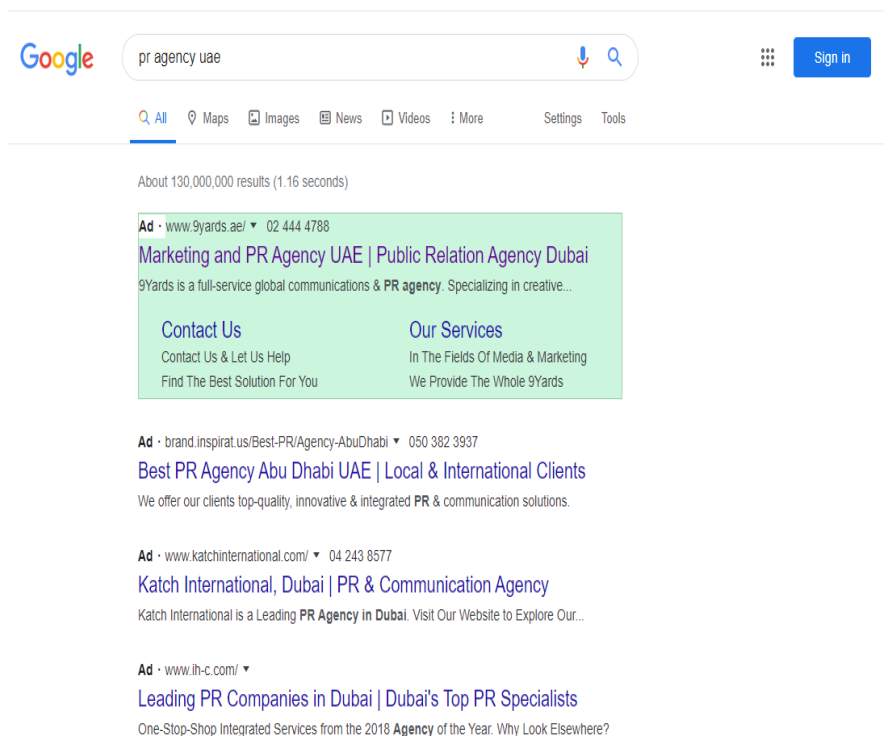 Google
pr agency uae
Sign in
All Maps Images News Videos More Settings Tools
About 130,000,000 results (1.16 seconds)
Ad · www.9yards.ae/ 02 444 4788
Marketing and PR Agency UAE | Public Relation Agency Dubai
9Yards is a full-service global communications & PR agency. Specializing in creative...
Contact Us
Contact Us & Let Us Help
Find The Best Solution For You
Our Services
In The Fields Of Media & Marketing
We Provide The Whole 9Yards
Ad · brand.inspirat.us/Best-PR/Agency-AbuDhabi 050 382 3937
Best PR Agency Abu Dhabi UAE | Local & International Clients
We offer our clients top-quality, innovative & integrated PR & communication solutions.
Ad · www.katchinternational.com/ 04 243 8577
Katch International, Dubai | PR & Communication Agency
Katch International is a Leading PR Agency in Dubai. Visit Our Website to Explore Our...
Ad · www.ih-c.com/
Leading PR Companies in Dubai | Dubai's Top PR Specialists
One-Stop-Shop Integrated Services from the 2018 Agency of the Year. Why Look Elsewhere?